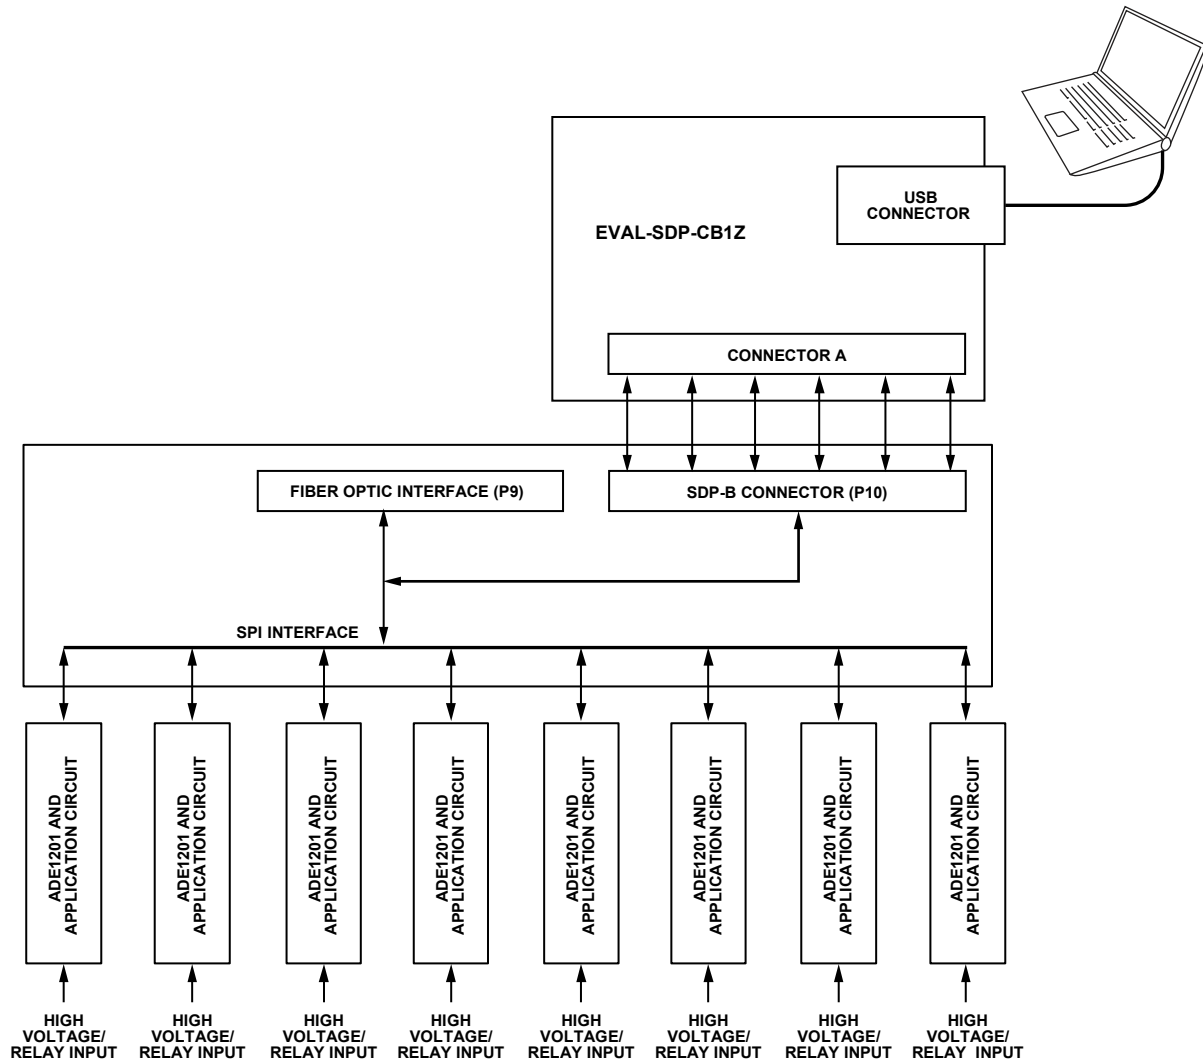 USB
CONNECTOR
EVAL-SDP-CB1Z
CONNECTOR A
FIBER OPTIC INTERFACE (P9)
SDP-B CONNECTOR (P10)
SPI INTERFACE
ADE1201 AND
APPLICATION CIRCUIT
ADE1201 AND
APPLICATION CIRCUIT
ADE1201 AND
APPLICATION CIRCUIT
ADE1201 AND
APPLICATION CIRCUIT
ADE1201 AND
APPLICATION CIRCUIT
ADE1201 AND
APPLICATION CIRCUIT
ADE1201 AND
APPLICATION CIRCUIT
ADE1201 AND
APPLICATION CIRCUIT
HIGH
VOLTAGE/
RELAY INPUT
HIGH
VOLTAGE/
RELAY INPUT
HIGH
VOLTAGE/
RELAY INPUT
HIGH
VOLTAGE/
RELAY INPUT
HIGH
VOLTAGE/
RELAY INPUT
HIGH
VOLTAGE/
RELAY INPUT
HIGH
VOLTAGE/
RELAY INPUT
HIGH
VOLTAGE/
RELAY INPUT